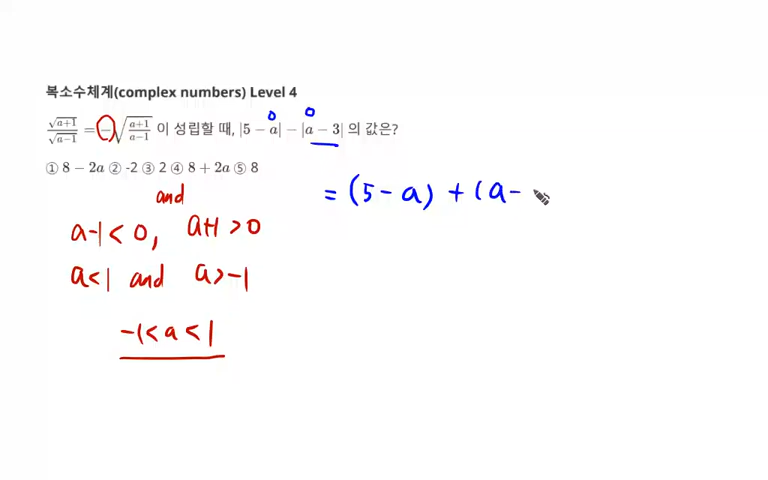 복소수체계(complex numbers) Level 4
√(a+1)/√(a−1) = −√((a+1)/(a−1)) 이 성립할 때, |5 − a| − |a − 3| 의 값은?
0 0
① 8 − 2a ② -2 ③ 2 ④ 8 + 2a ⑤ 8
= (5 − a) + (a −
and
a-1 < 0, a+1 > 0
a < 1 and a > -1
-1 < a < 1